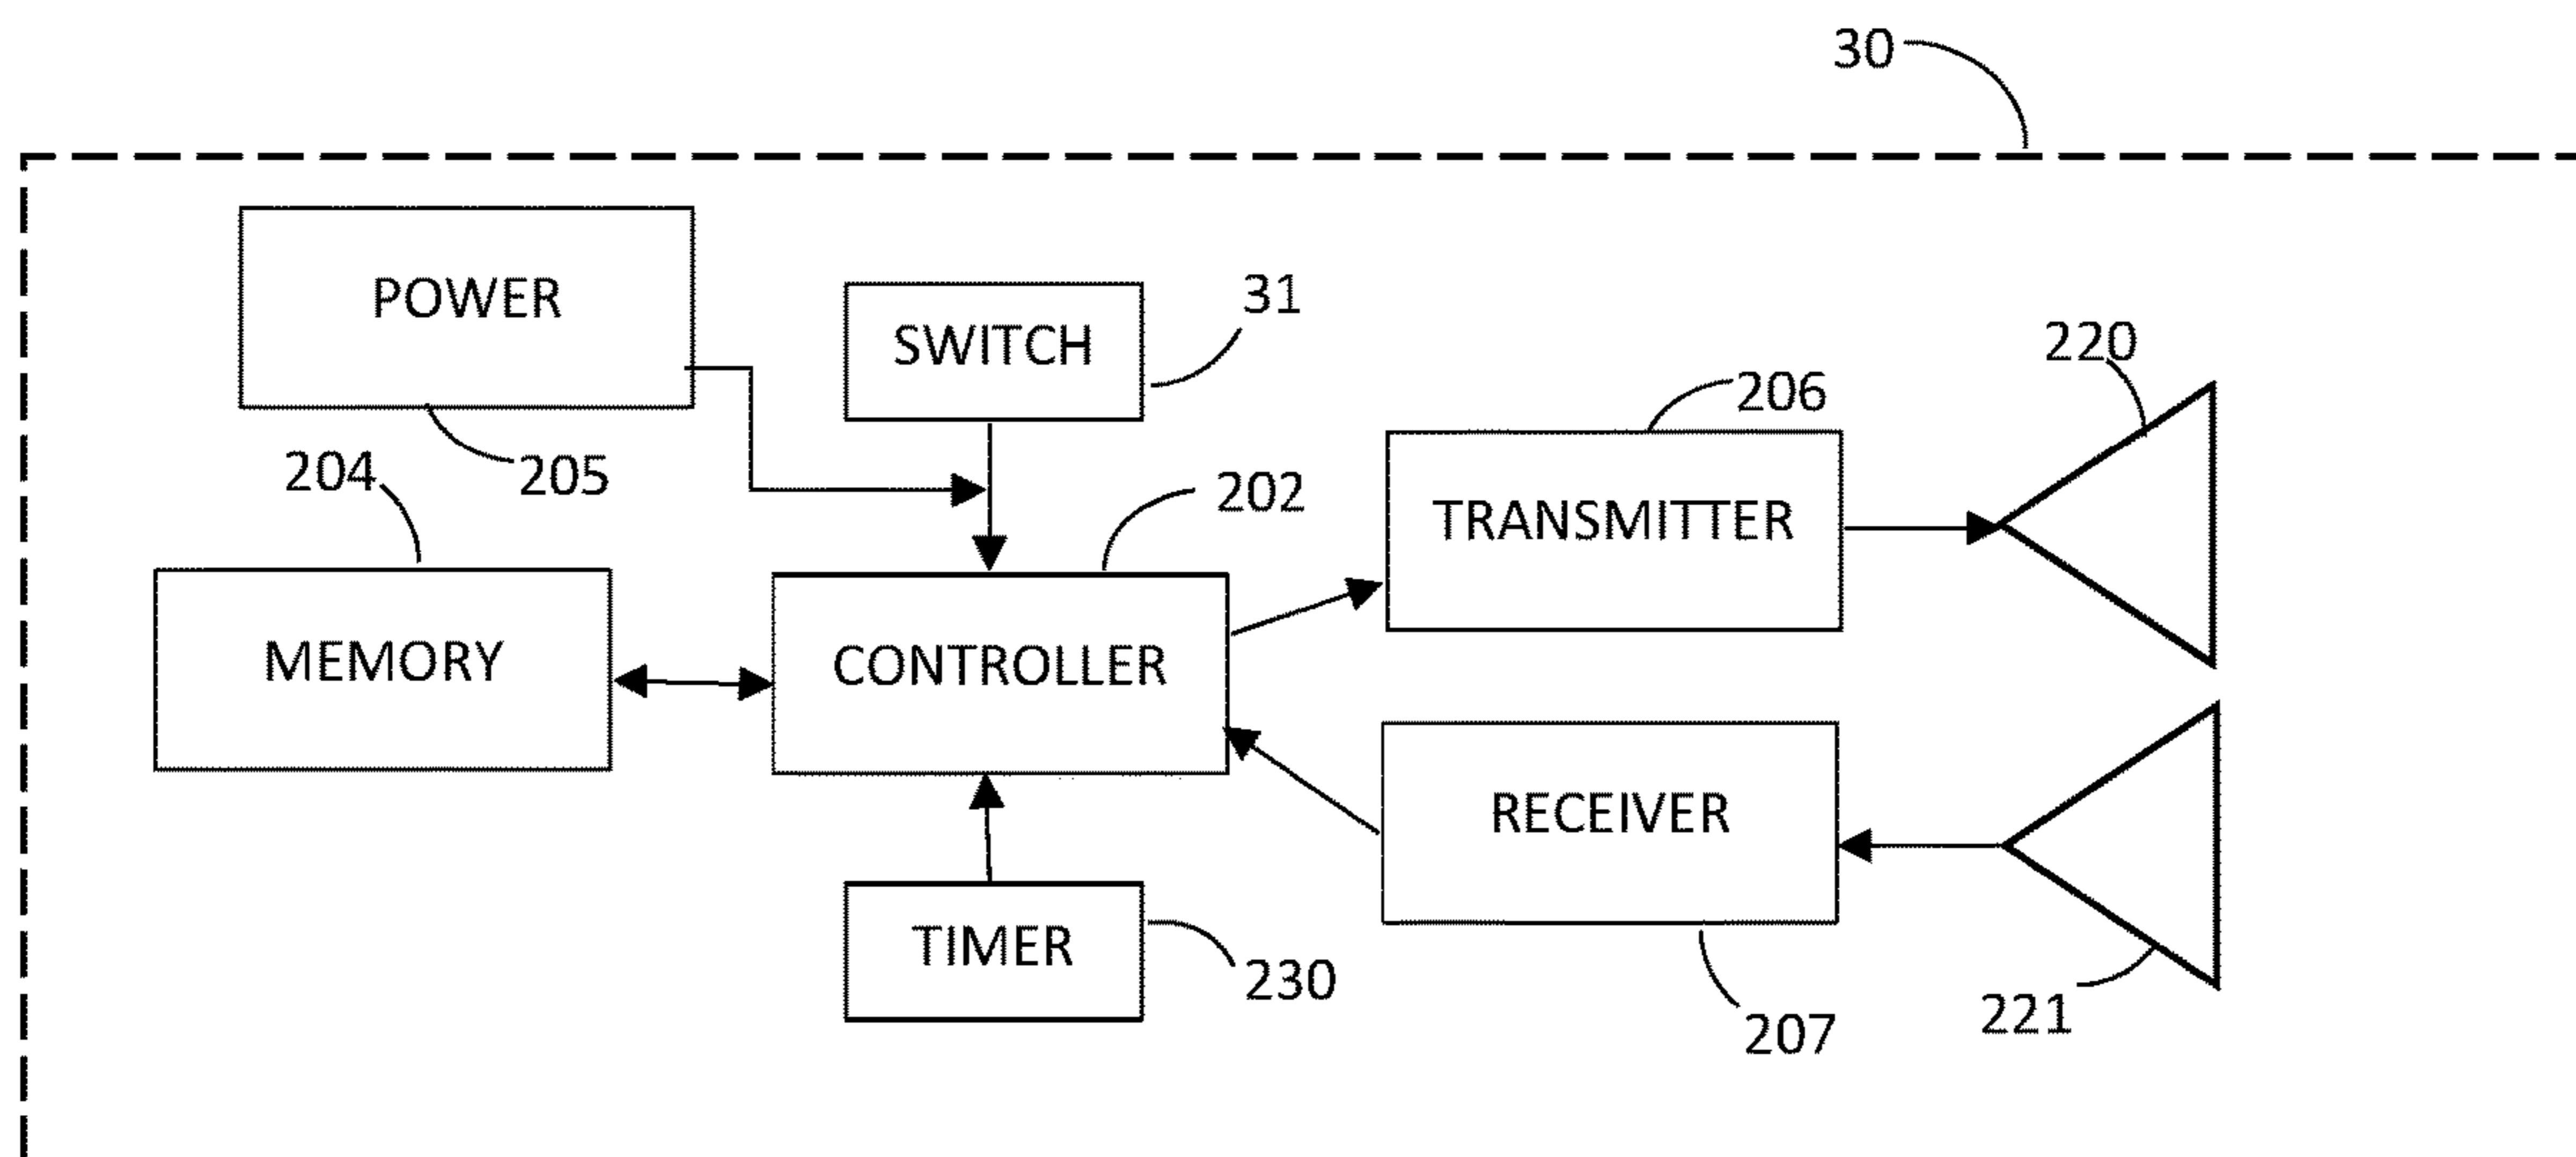 30
POWER
SWITCH
31
220
206
204
205
202
TRANSMITTER
MEMORY
CONTROLLER
RECEIVER
TIMER
230
207
221